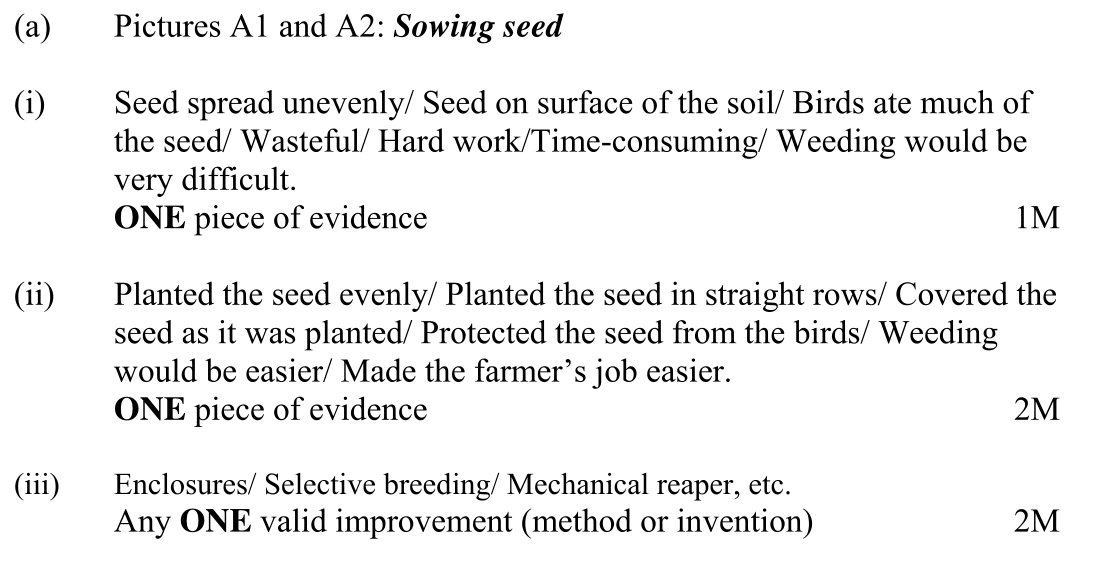 (a) Pictures A1 and A2: Sowing seed
(i) Seed spread unevenly/ Seed on surface of the soil/ Birds ate much of
the seed/ Wasteful/ Hard work/Time-consuming/ Weeding would be
very difficult.
ONE piece of evidence 1M
(ii) Planted the seed evenly/ Planted the seed in straight rows/ Covered the
seed as it was planted/ Protected the seed from the birds/ Weeding
would be easier/ Made the farmer’s job easier.
ONE piece of evidence 2M
(iii) Enclosures/ Selective breeding/ Mechanical reaper, etc.
Any ONE valid improvement (method or invention) 2M